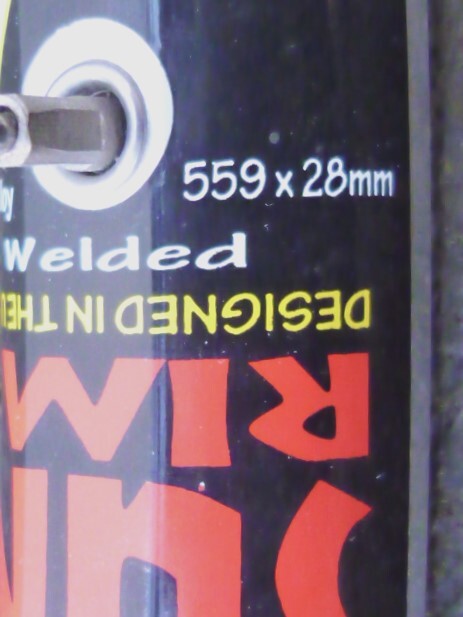 559 x 28mm
Welded
DESIGNED IN THE
RIM